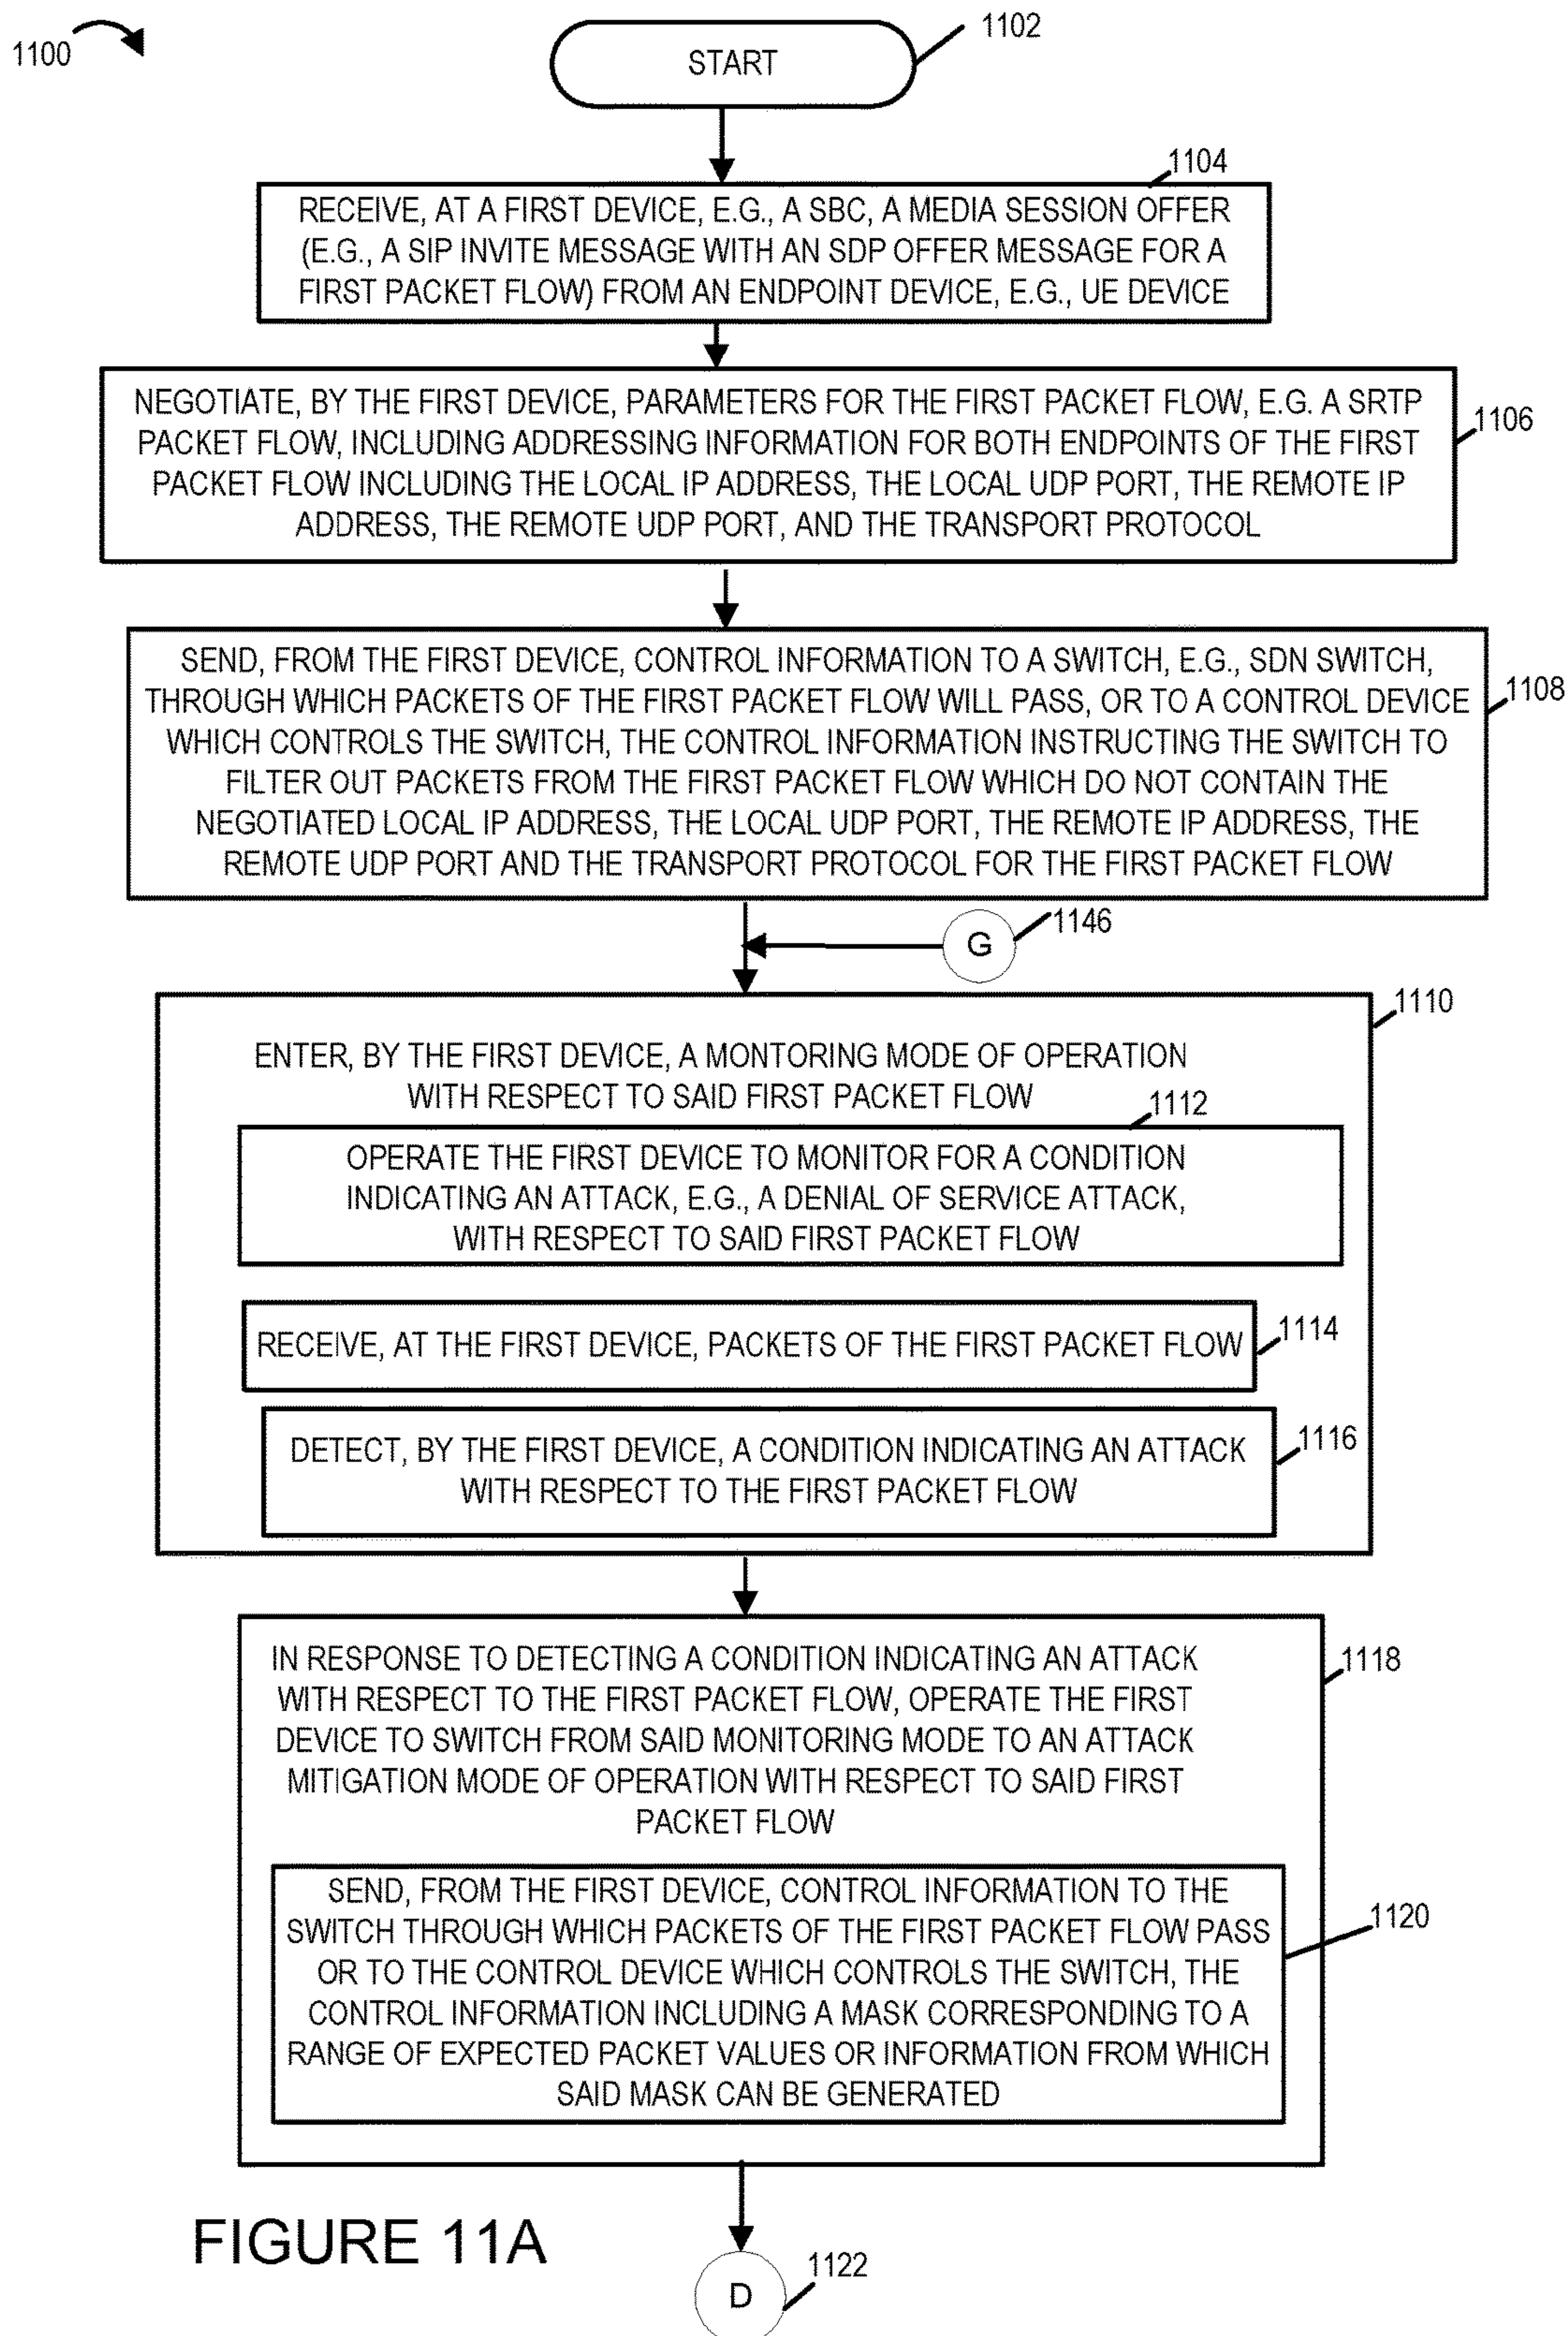 1100
START
1102
1104
RECEIVE, AT A FIRST DEVICE, E.G., A SBC, A MEDIA SESSION OFFER
(E.G., A SIP INVITE MESSAGE WITH AN SDP OFFER MESSAGE FOR A
FIRST PACKET FLOW) FROM AN ENDPOINT DEVICE, E.G., UE DEVICE
NEGOTIATE, BY THE FIRST DEVICE, PARAMETERS FOR THE FIRST PACKET FLOW, E.G. A SRTP
PACKET FLOW, INCLUDING ADDRESSING INFORMATION FOR BOTH ENDPOINTS OF THE FIRST
PACKET FLOW INCLUDING THE LOCAL IP ADDRESS, THE LOCAL UDP PORT, THE REMOTE IP
ADDRESS, THE REMOTE UDP PORT, AND THE TRANSPORT PROTOCOL
1106
SEND, FROM THE FIRST DEVICE, CONTROL INFORMATION TO A SWITCH, E.G., SDN SWITCH,
THROUGH WHICH PACKETS OF THE FIRST PACKET FLOW WILL PASS, OR TO A CONTROL DEVICE
WHICH CONTROLS THE SWITCH, THE CONTROL INFORMATION INSTRUCTING THE SWITCH TO
FILTER OUT PACKETS FROM THE FIRST PACKET FLOW WHICH DO NOT CONTAIN THE
NEGOTIATED LOCAL IP ADDRESS, THE LOCAL UDP PORT, THE REMOTE IP ADDRESS, THE
REMOTE UDP PORT AND THE TRANSPORT PROTOCOL FOR THE FIRST PACKET FLOW
1108
G
1146
1110
ENTER, BY THE FIRST DEVICE, A MONTORING MODE OF OPERATION
WITH RESPECT TO SAID FIRST PACKET FLOW
1112
OPERATE THE FIRST DEVICE TO MONITOR FOR A CONDITION
INDICATING AN ATTACK, E.G., A DENIAL OF SERVICE ATTACK,
WITH RESPECT TO SAID FIRST PACKET FLOW
RECEIVE, AT THE FIRST DEVICE, PACKETS OF THE FIRST PACKET FLOW
1114
DETECT, BY THE FIRST DEVICE, A CONDITION INDICATING AN ATTACK
WITH RESPECT TO THE FIRST PACKET FLOW
1116
IN RESPONSE TO DETECTING A CONDITION INDICATING AN ATTACK
WITH RESPECT TO THE FIRST PACKET FLOW, OPERATE THE FIRST
DEVICE TO SWITCH FROM SAID MONITORING MODE TO AN ATTACK
MITIGATION MODE OF OPERATION WITH RESPECT TO SAID FIRST
PACKET FLOW
1118
SEND, FROM THE FIRST DEVICE, CONTROL INFORMATION TO THE
SWITCH THROUGH WHICH PACKETS OF THE FIRST PACKET FLOW PASS
OR TO THE CONTROL DEVICE WHICH CONTROLS THE SWITCH, THE
CONTROL INFORMATION INCLUDING A MASK CORRESPONDING TO A
RANGE OF EXPECTED PACKET VALUES OR INFORMATION FROM WHICH
SAID MASK CAN BE GENERATED
1120
FIGURE 11A
D
1122